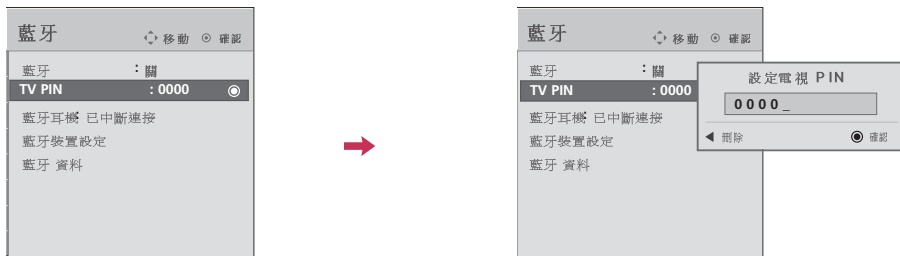 藍牙 移動 ⊙ 確認
藍牙 : 關
TV PIN : 0000
藍牙耳機: 已中斷連接
藍牙裝置設定
藍牙 資料
藍牙 移動 ⊙ 確認
藍牙 : 關
TV PIN : 0000
藍牙耳機: 已中斷連接
藍牙裝置設定
藍牙 資料
設定電視 PIN
0000_
◀ 刪除 ◉ 確認